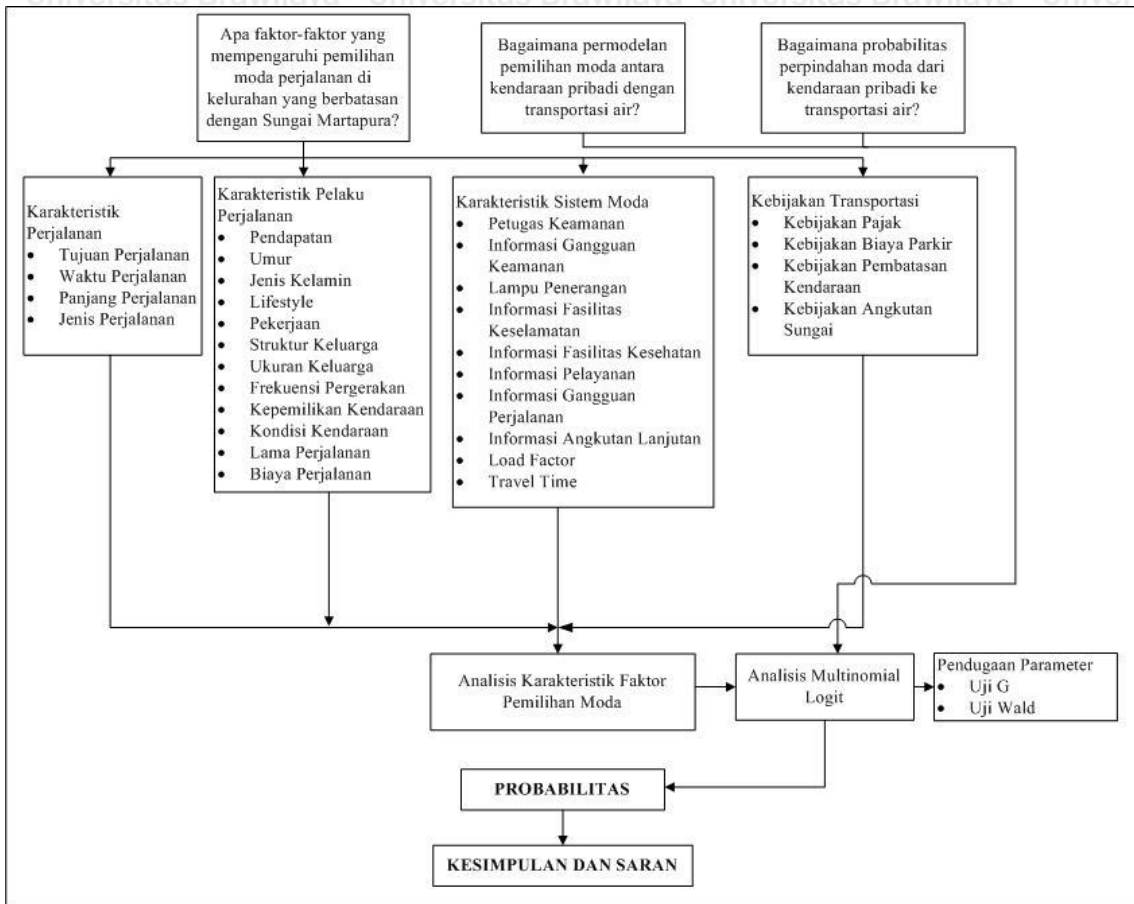 Apa faktor-faktor yang
mempengaruhi pemilihan
moda perjalanan di
kelurahan yang berbatasan
dengan Sungai Martapura?
Bagaimana permodelan
pemilihan moda antara
kendaraan pribadi dengan
transportasi air?
Bagaimana probabilitas
perpindahan moda dari
kendaraan pribadi ke
transportasi air?
Karakteristik
Perjalanan
• Tujuan Perjalanan
• Waktu Perjalanan
• Panjang Perjalanan
• Jenis Perjalanan
Karakteristik Pelaku
Perjalanan
• Pendapatan
• Umur
• Jenis Kelamin
• Lifestyle
• Pekerjaan
• Struktur Keluarga
• Ukuran Keluarga
• Frekuensi Pergerakan
• Kepemilikan Kendaraan
• Kondisi Kendaraan
• Lama Perjalanan
• Biaya Perjalanan
Karakteristik Sistem Moda
• Petugas Keamanan
• Informasi Gangguan
Keamanan
• Lampu Penerangan
• Informasi Fasilitas
Keselamatan
• Informasi Fasilitas Kesehatan
• Informasi Pelayanan
• Informasi Gangguan
Perjalanan
• Informasi Angkutan Lanjutan
• Load Factor
• Travel Time
Kebijakan Transportasi
• Kebijakan Pajak
• Kebijakan Biaya Parkir
• Kebijakan Pembatasan
Kendaraan
• Kebijakan Angkutan
Sungai
Analisis Karakteristik Faktor
Pemilihan Moda
Analisis Multinomial
Logit
Pendugaan Parameter
• Uji G
• Uji Wald
PROBABILITAS
KESIMPULAN DAN SARAN